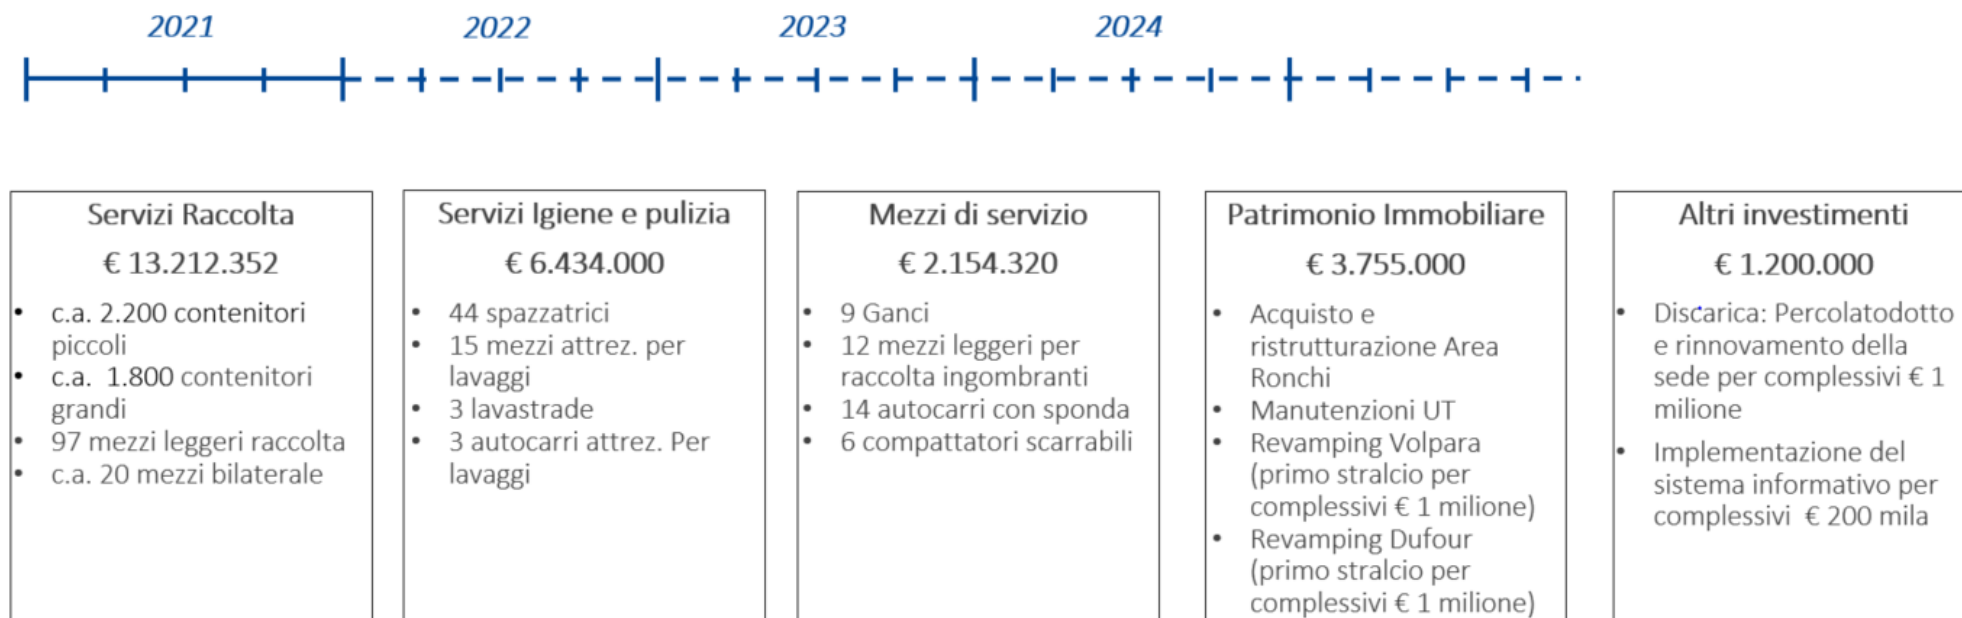 2021
2022
2023
2024
Servizi Raccolta
€ 13.212.352
• c.a. 2.200 contenitori
piccoli
• c.a. 1.800 contenitori
grandi
• 97 mezzi leggeri raccolta
• c.a. 20 mezzi bilaterale
Servizi Igiene e pulizia
€ 6.434.000
• 44 spazzatrici
• 15 mezzi attrez. per
lavaggi
• 3 lavastrade
• 3 autocarri attrez. Per
lavaggi
Mezzi di servizio
€ 2.154.320
• 9 Ganci
• 12 mezzi leggeri per
raccolta ingombranti
• 14 autocarri con sponda
• 6 compattatori scarrabili
Patrimonio Immobiliare
€ 3.755.000
• Acquisto e
ristrutturazione Area
Ronchi
• Manutenzioni UT
• Revamping Volpara
(primo stralcio per
complessivi € 1 milione)
• Revamping Dufour
(primo stralcio per
complessivi € 1 milione)
Altri investimenti
€ 1.200.000
• Discarica: Percolatodotto
e rinnovamento della
sede per complessivi € 1
milione
• Implementazione del
sistema informativo per
complessivi € 200 mila